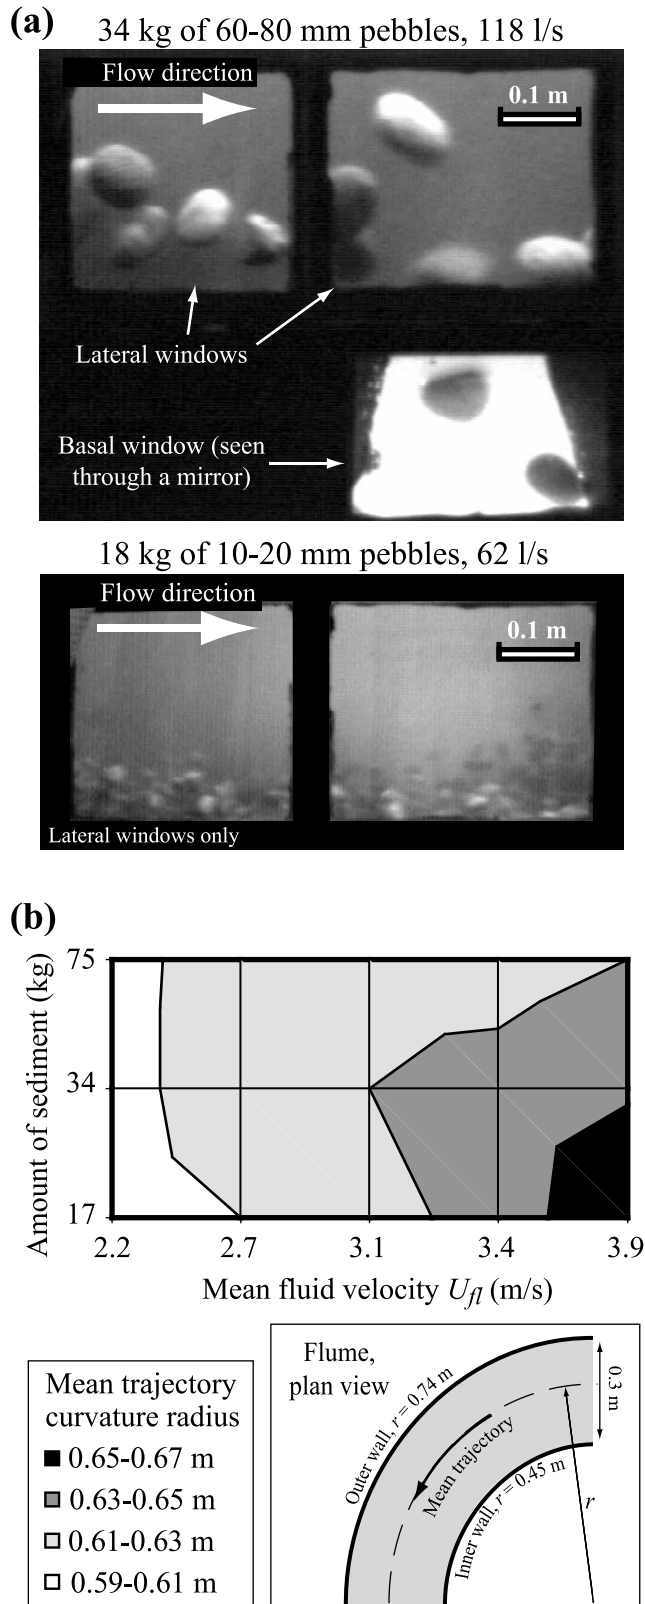 (a)
34 kg of 60-80 mm pebbles, 118 l/s
Flow direction
0.1 m
Lateral windows
Basal window (seen
through a mirror)
18 kg of 10-20 mm pebbles, 62 l/s
Flow direction
0.1 m
Lateral windows only
(b)
Amount of sediment (kg)
75
34
17
2.2 2.7 3.1 3.4 3.9
Mean fluid velocity U_fl (m/s)
Mean trajectory
curvature radius
0.65-0.67 m
0.63-0.65 m
0.61-0.63 m
0.59-0.61 m
Flume,
plan view
Outer wall, r = 0.74 m
Mean trajectory
Inner wall, r = 0.45 m
0.3 m
r